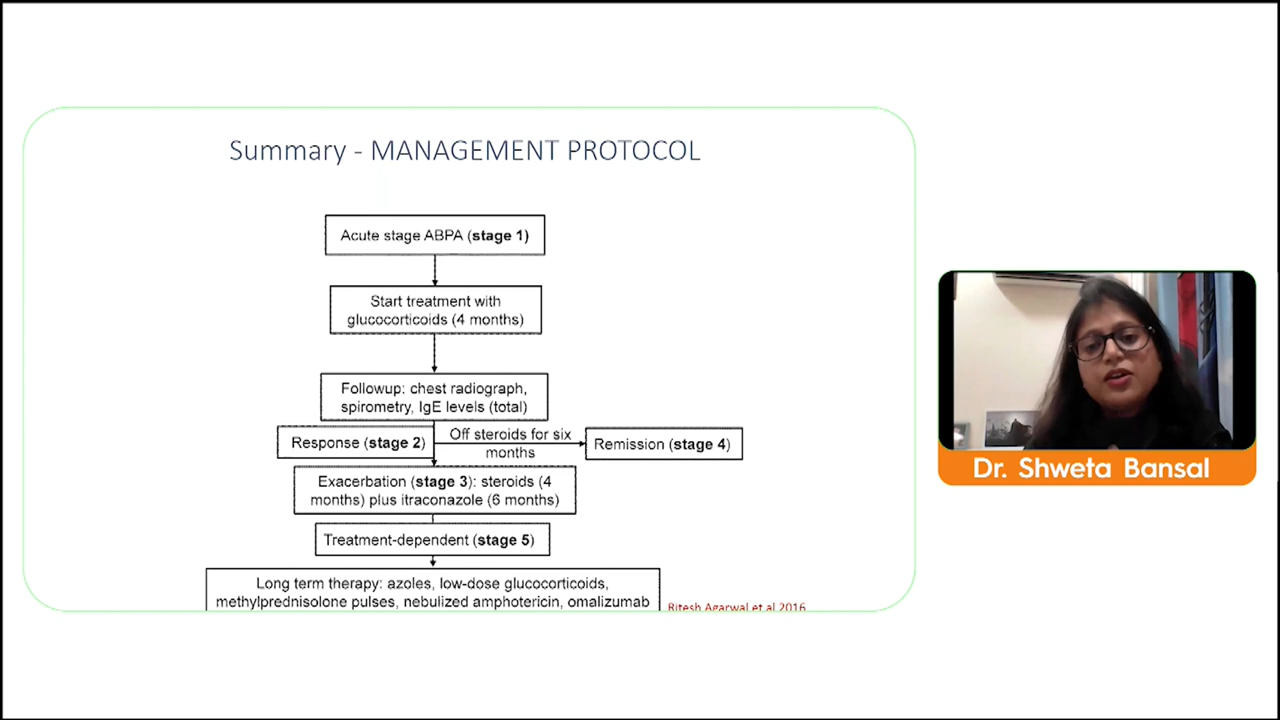 Summary - MANAGEMENT PROTOCOL
Acute stage ABPA (stage 1)
Start treatment with
glucocorticoids (4 months)
Followup: chest radiograph,
spirometry, IgE levels (total)
Response (stage 2)
Off steroids for six
months
Remission (stage 4)
Exacerbation (stage 3): steroids (4
months) plus itraconazole (6 months)
Treatment-dependent (stage 5)
Long term therapy: azoles, low-dose glucocorticoids,
methylprednisolone pulses, nebulized amphotericin, omalizumab
Ritesh Agarwal et al 2016
Dr. Shweta Bansal